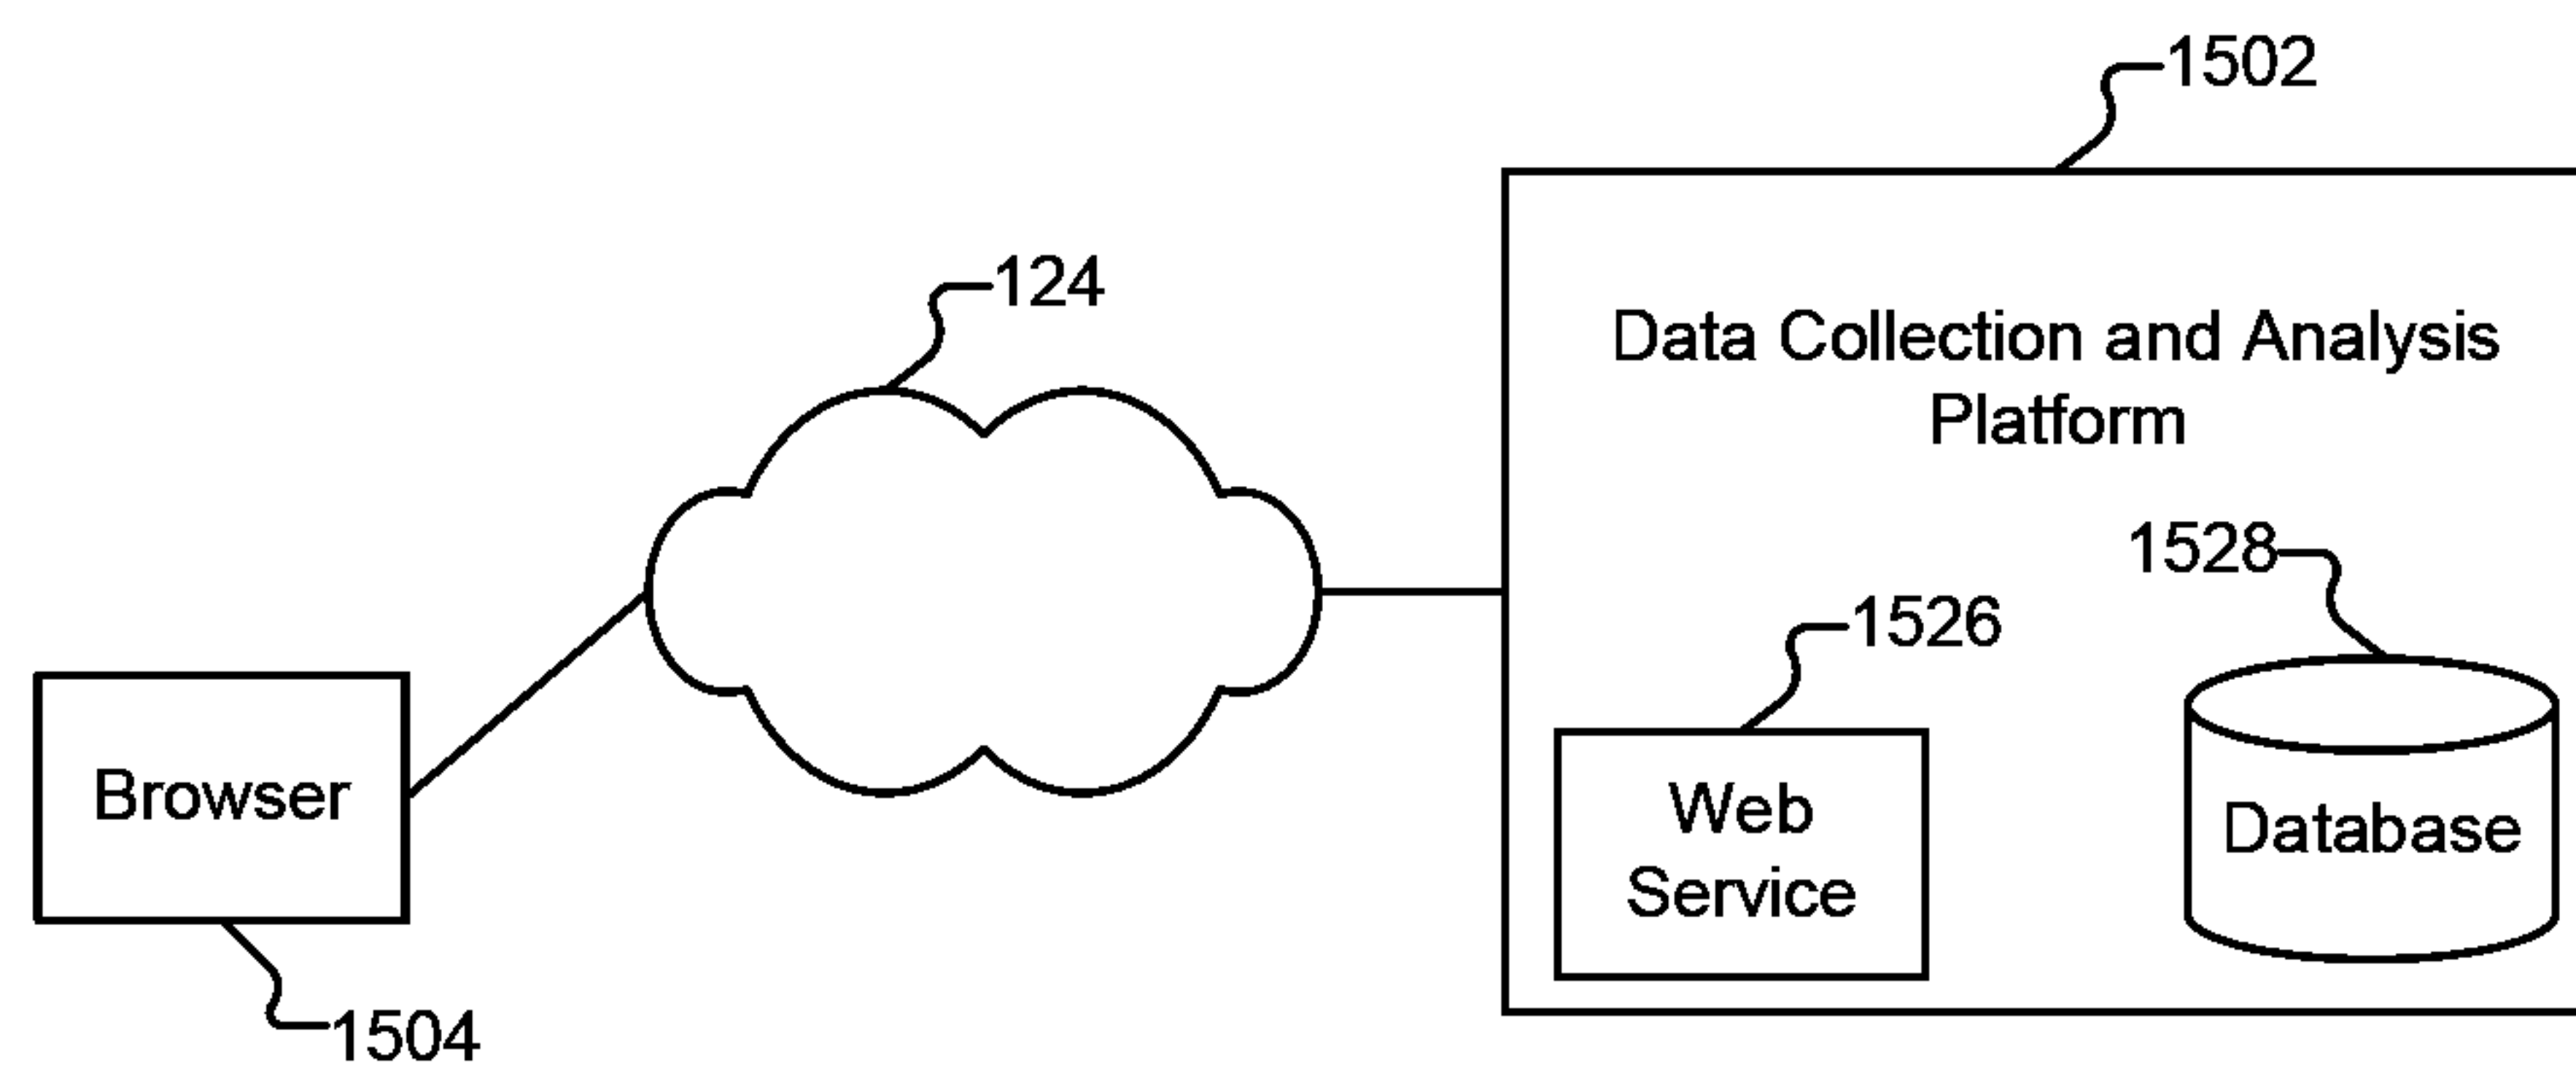 1502
124
Data Collection and Analysis
Platform
1528
1526
Browser
Web
Service
Database
1504